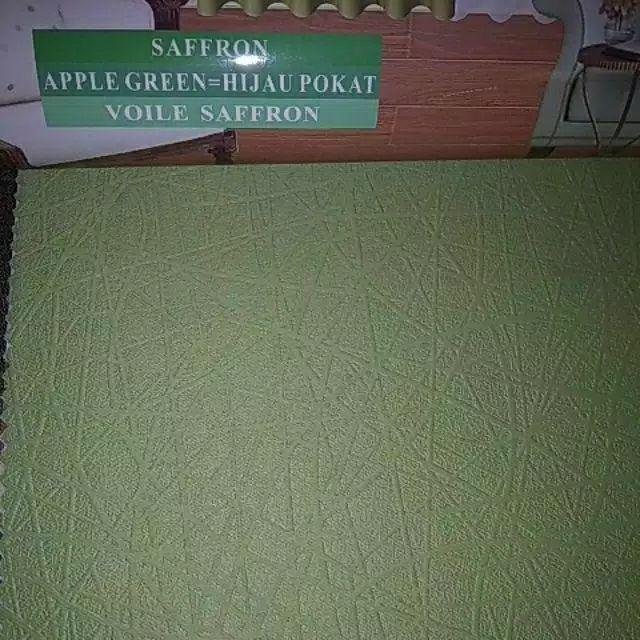 SAFFRON
APPLE GREEN=HIJAU POKAT
VOILE SAFFRON